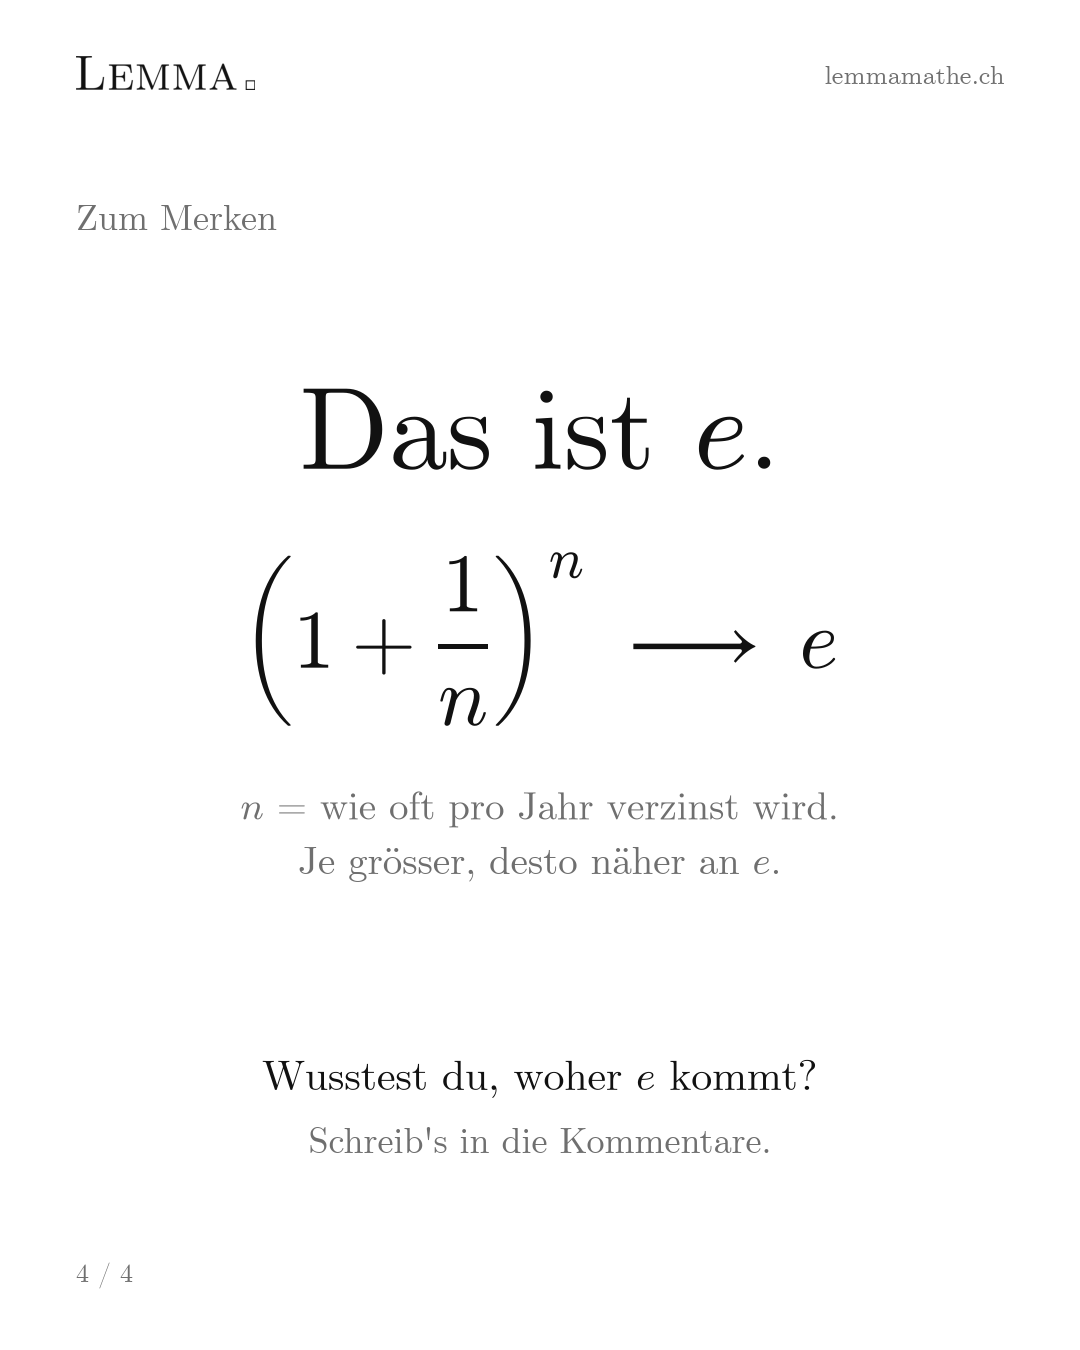 LEMMA.□
lemmamathe.ch
Zum Merken
Das ist e.
(1 + 1/n)^n ⟶ e
n = wie oft pro Jahr verzinst wird.
Je grösser, desto näher an e.
Wusstest du, woher e kommt?
Schreib's in die Kommentare.
4 / 4